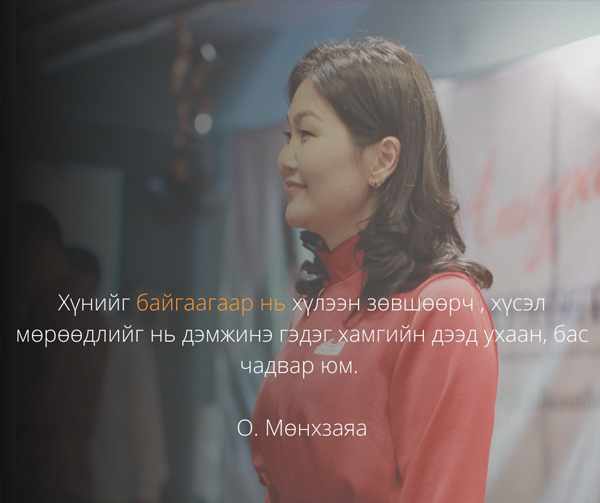 Хүнийг байгаагаар нь хүлээн зөвшөөрч , хүсэл
мөрөөдлийг нь дэмжинэ гэдэг хамгийн дээд ухаан, бас
чадвар юм.
О. Мөнхзаяа